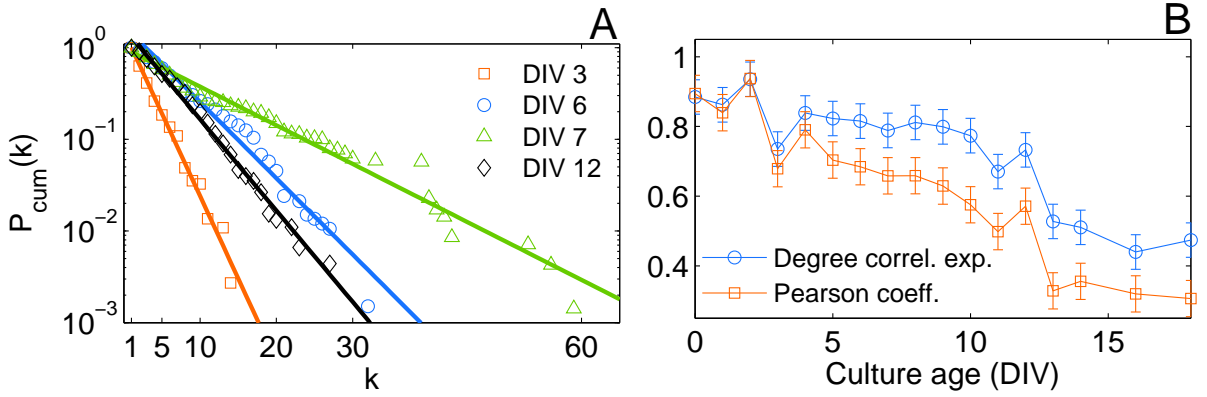 A
B
10^0
10^-1
10^-2
10^-3
P_cum(k)
DIV 3
DIV 6
DIV 7
DIV 12
1 5 10 20 30 60
k
1
0.8
0.6
0.4
Degree correl. exp.
Pearson coeff.
0 5 10 15
Culture age (DIV)